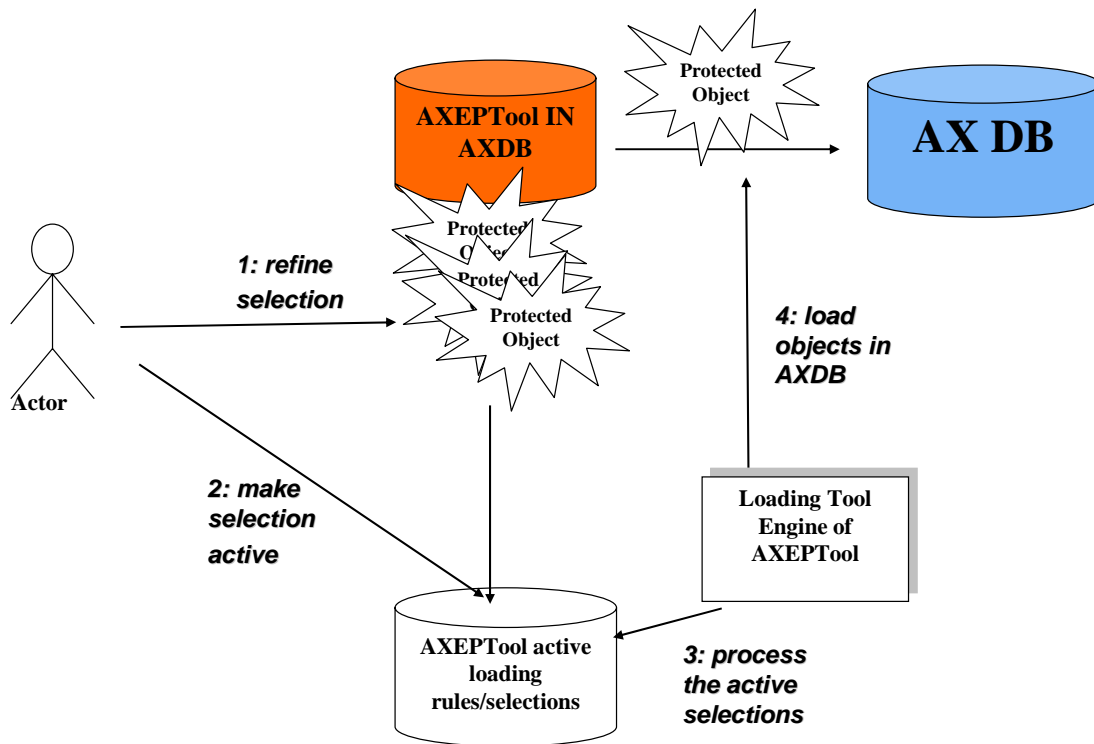 Protected
Object
AXEPTool IN
AXDB
AX DB
Protected
Protected
Protected
Object
1: refine
selection
4: load
objects in
AXDB
Actor
2: make
selection
active
Loading Tool
Engine of
AXEPTool
AXEPTool active
loading
rules/selections
3: process
the active
selections